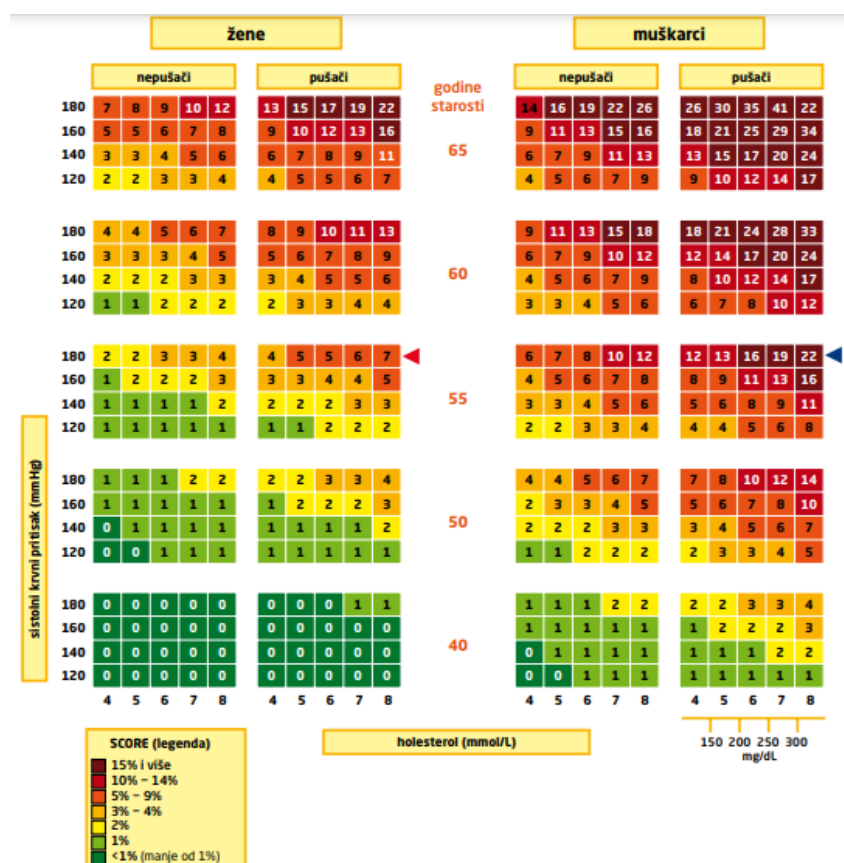 žene muškarci
nepušači pušači godine starosti nepušači pušači
180 7 8 9 10 12 13 15 17 19 22 14 16 19 22 26 26 30 35 41 22
160 5 5 6 7 8 9 10 12 13 16 9 11 13 15 16 18 21 25 29 34
65
140 3 3 4 5 6 6 7 8 9 11 6 7 9 11 13 13 15 17 20 24
120 2 2 3 3 4 4 5 5 6 7 4 5 6 7 9 9 10 12 14 17
180 4 4 5 6 7 8 9 10 11 13 9 11 13 15 18 18 21 24 28 33
160 3 3 3 4 5 5 6 7 8 9 6 7 9 10 12 12 14 17 20 24
60
140 2 2 2 3 3 3 4 5 5 6 4 5 6 7 9 8 10 12 14 17
120 1 1 2 2 2 2 3 3 4 4 3 3 4 5 6 6 7 8 10 12
180 2 2 3 3 4 4 5 5 6 7 6 7 8 10 12 12 13 16 19 22
160 1 2 2 2 3 3 3 4 4 5 4 5 6 7 8 8 9 11 13 16
55
140 1 1 1 1 2 2 2 2 3 3 3 3 4 5 6 5 6 8 9 11
120 1 1 1 1 1 1 1 2 2 2 2 2 3 3 4 4 4 5 6 8
180 1 1 1 2 2 2 2 3 3 4 4 4 5 6 7 7 8 10 12 14
160 1 1 1 1 1 1 2 2 2 3 2 3 3 4 5 5 6 7 8 10
50
140 0 1 1 1 1 1 1 1 1 2 2 2 2 3 3 3 4 5 6 7
120 0 0 1 1 1 1 1 1 1 1 1 1 2 2 2 2 3 3 4 5
180 0 0 0 0 0 0 0 0 1 1 1 1 1 2 2 2 2 3 3 4
160 0 0 0 0 0 0 0 0 0 0 1 1 1 1 1 1 2 2 2 3
40
140 0 0 0 0 0 0 0 0 0 0 0 1 1 1 1 1 1 1 2 2
120 0 0 0 0 0 0 0 0 0 0 0 0 1 1 1 1 1 1 1 1
4 5 6 7 8 4 5 6 7 8 4 5 6 7 8 4 5 6 7 8
sistolni krvni pritisak (mmHg)
holesterol (mmol/L)
150 200 250 300
mg/dL
SCORE (legenda)
15% i više
10% – 14%
5% – 9%
3% – 4%
2%
1%
<1% (manje od 1%)